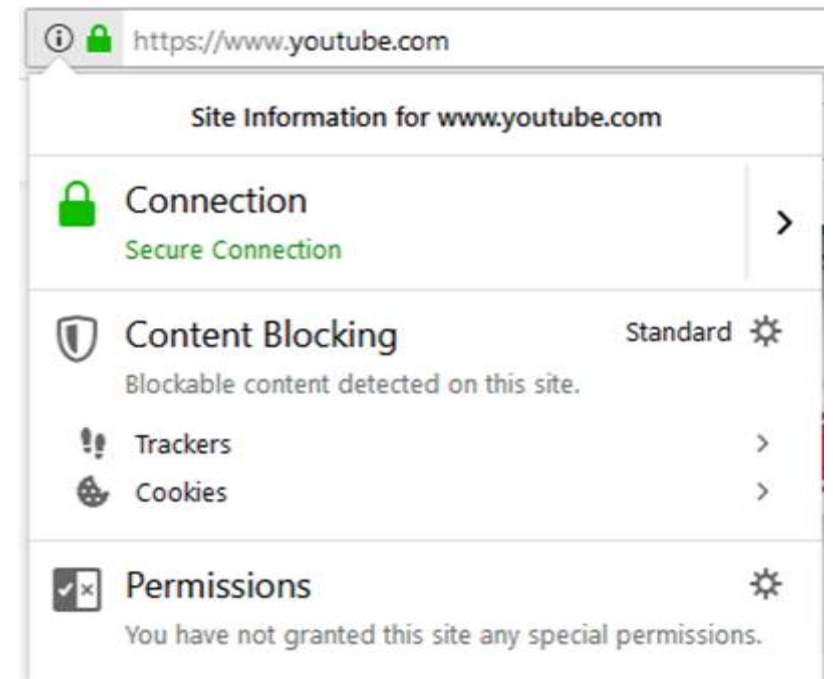 https://www.youtube.com
Site Information for www.youtube.com
Connection
Secure Connection
Content Blocking Standard
Blockable content detected on this site.
Trackers
Cookies
Permissions
You have not granted this site any special permissions.